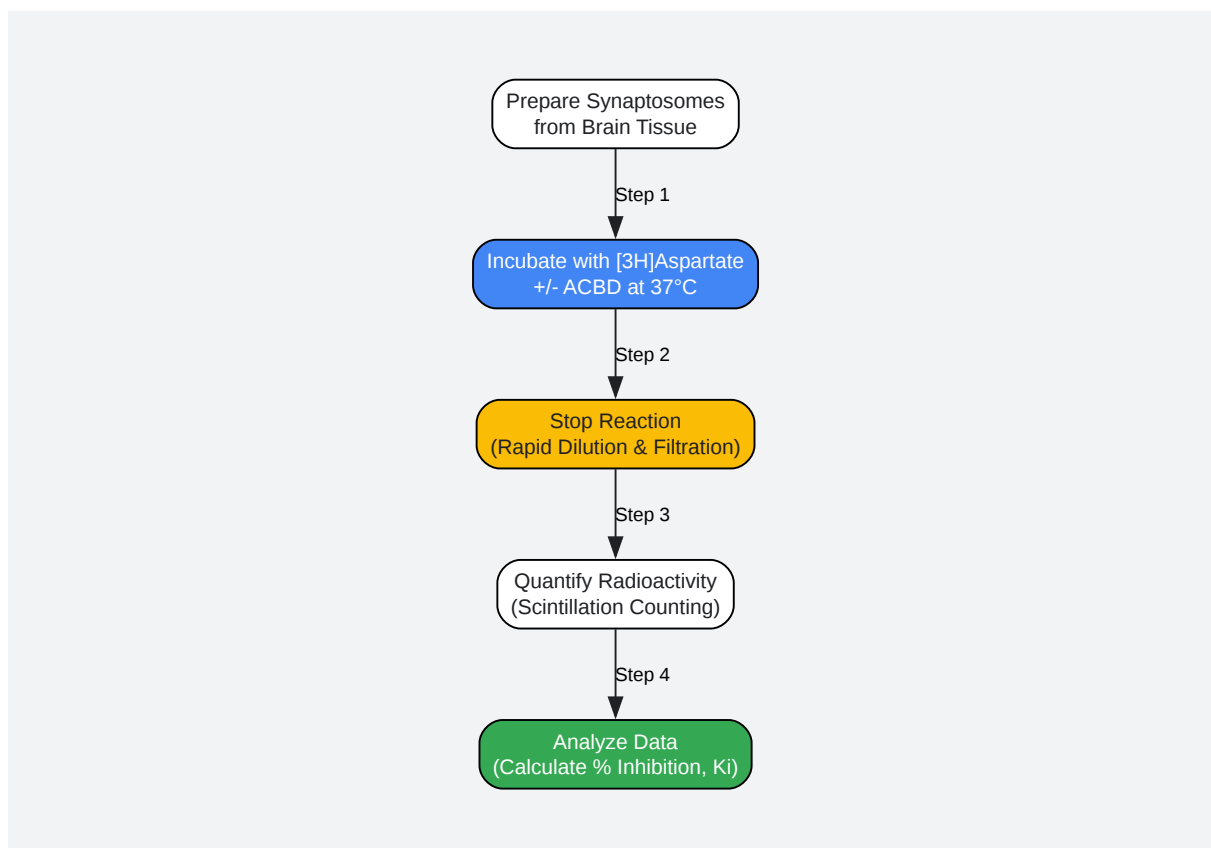 Prepare Synaptosomes
from Brain Tissue
Step 1
Incubate with [3H]Aspartate
+/- ACBD at 37°C
Step 2
Stop Reaction
(Rapid Dilution & Filtration)
Step 3
Quantify Radioactivity
(Scintillation Counting)
Step 4
Analyze Data
(Calculate % Inhibition, Ki)